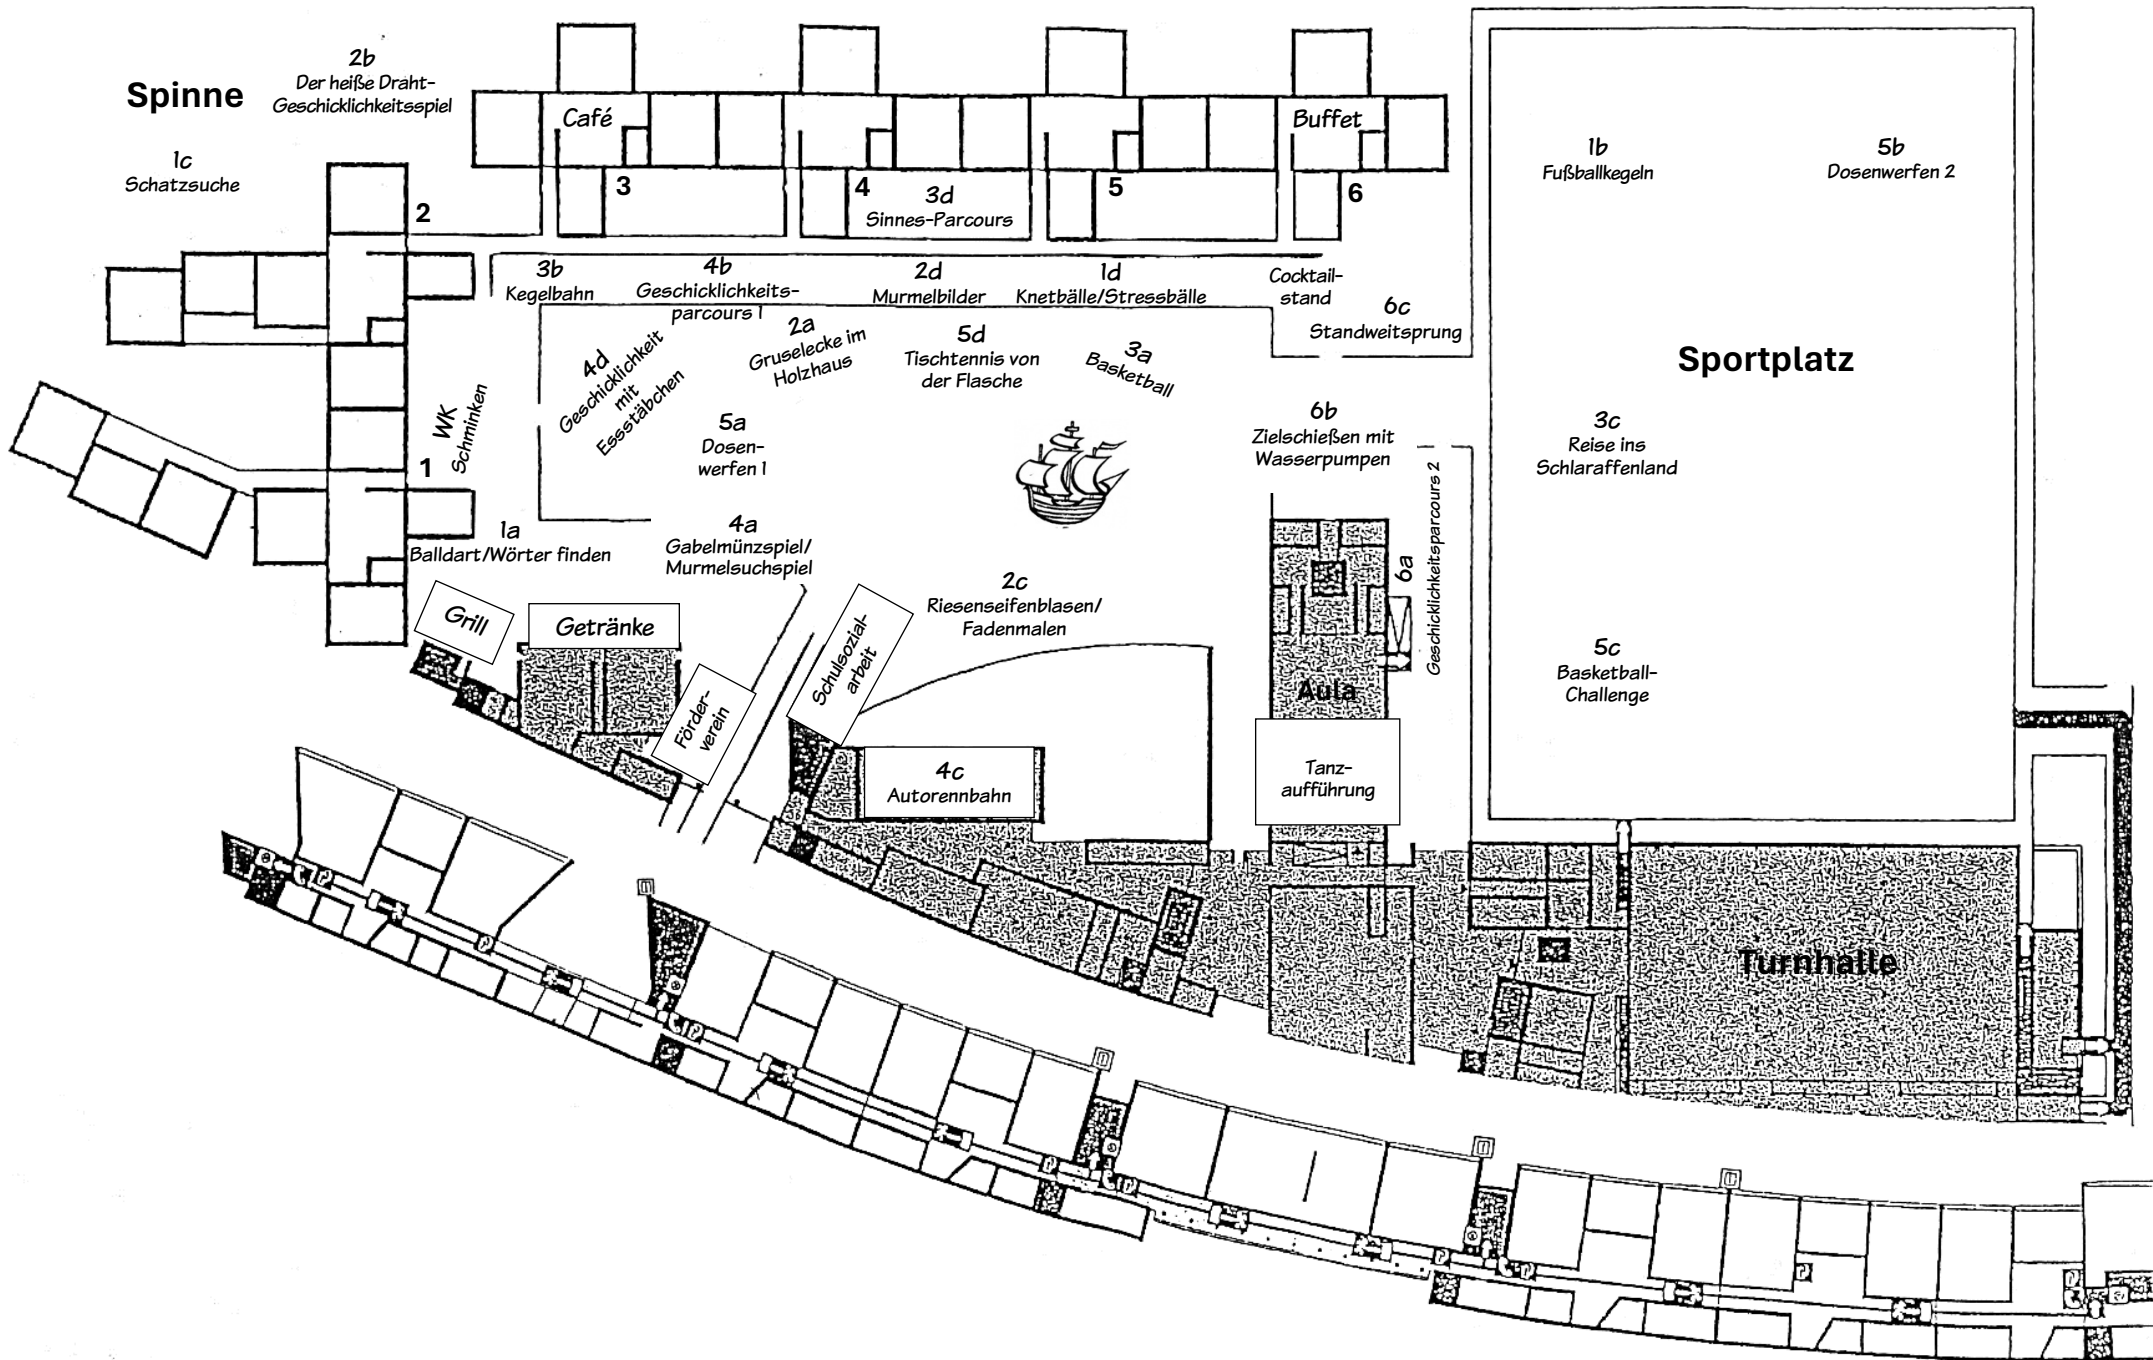 Spinne
2b
Der heiße Draht-
Geschicklichkeitsspiel
1c
Schatzsuche
Café
Buffet
2
3
4
5
6
3d
Sinnes-Parcours
1b
Fußballkegeln
5b
Dosenwerfen 2
3b
Kegelbahn
4b
Geschicklichkeits-
parcours 1
2d
Murmelbilder
1d
Knetbälle/Stressbälle
Cocktail-
stand
6c
Standweitsprung
4d
Geschicklichkeit
mit
Essstäbchen
2a
Gruselecke im
Holzhaus
5d
Tischtennis von
der Flasche
3a
Basketball
Sportplatz
WK
Schminken
1
5a
Dosen-
werfen 1
6b
Zielschießen mit
Wasserpumpen
3c
Reise ins
Schlaraffenland
1a
Balldart/Wörter finden
4a
Gabelmünzspiel/
Murmelsuchspiel
2c
Riesenseifenblasen/
Fadenmalen
6a
Geschicklichkeitsparcours 2
Grill
Getränke
Förder-
verein
Schulsozial-
arbeit
5c
Basketball-
Challenge
Aula
4c
Autorennbahn
Tanz-
aufführung
Turnhalle